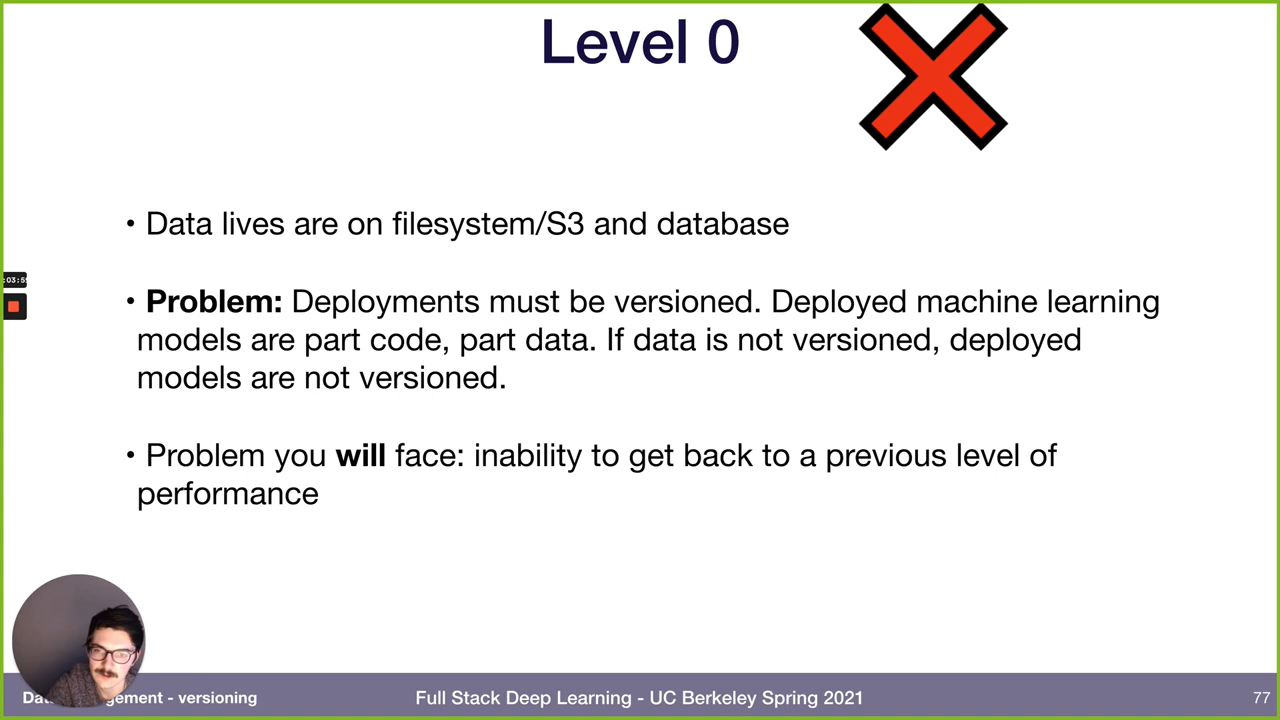 Level 0
• Data lives are on filesystem/S3 and database
• Problem: Deployments must be versioned. Deployed machine learning
models are part code, part data. If data is not versioned, deployed
models are not versioned.
• Problem you will face: inability to get back to a previous level of
performance
:03:59
- versioning
Full Stack Deep Learning - UC Berkeley Spring 2021
77